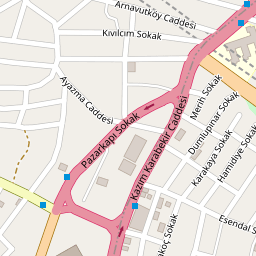 Arnavutköy Caddesi
Kıvılcım Sokak
Ayazma Caddesi
Pazarkapı Sokak
Kazım Karabekir Caddesi
Merih Sokak
Dumlupınar Sokak
Hamidiye Sokak
Karakaya Sokak
Esendal Sokak